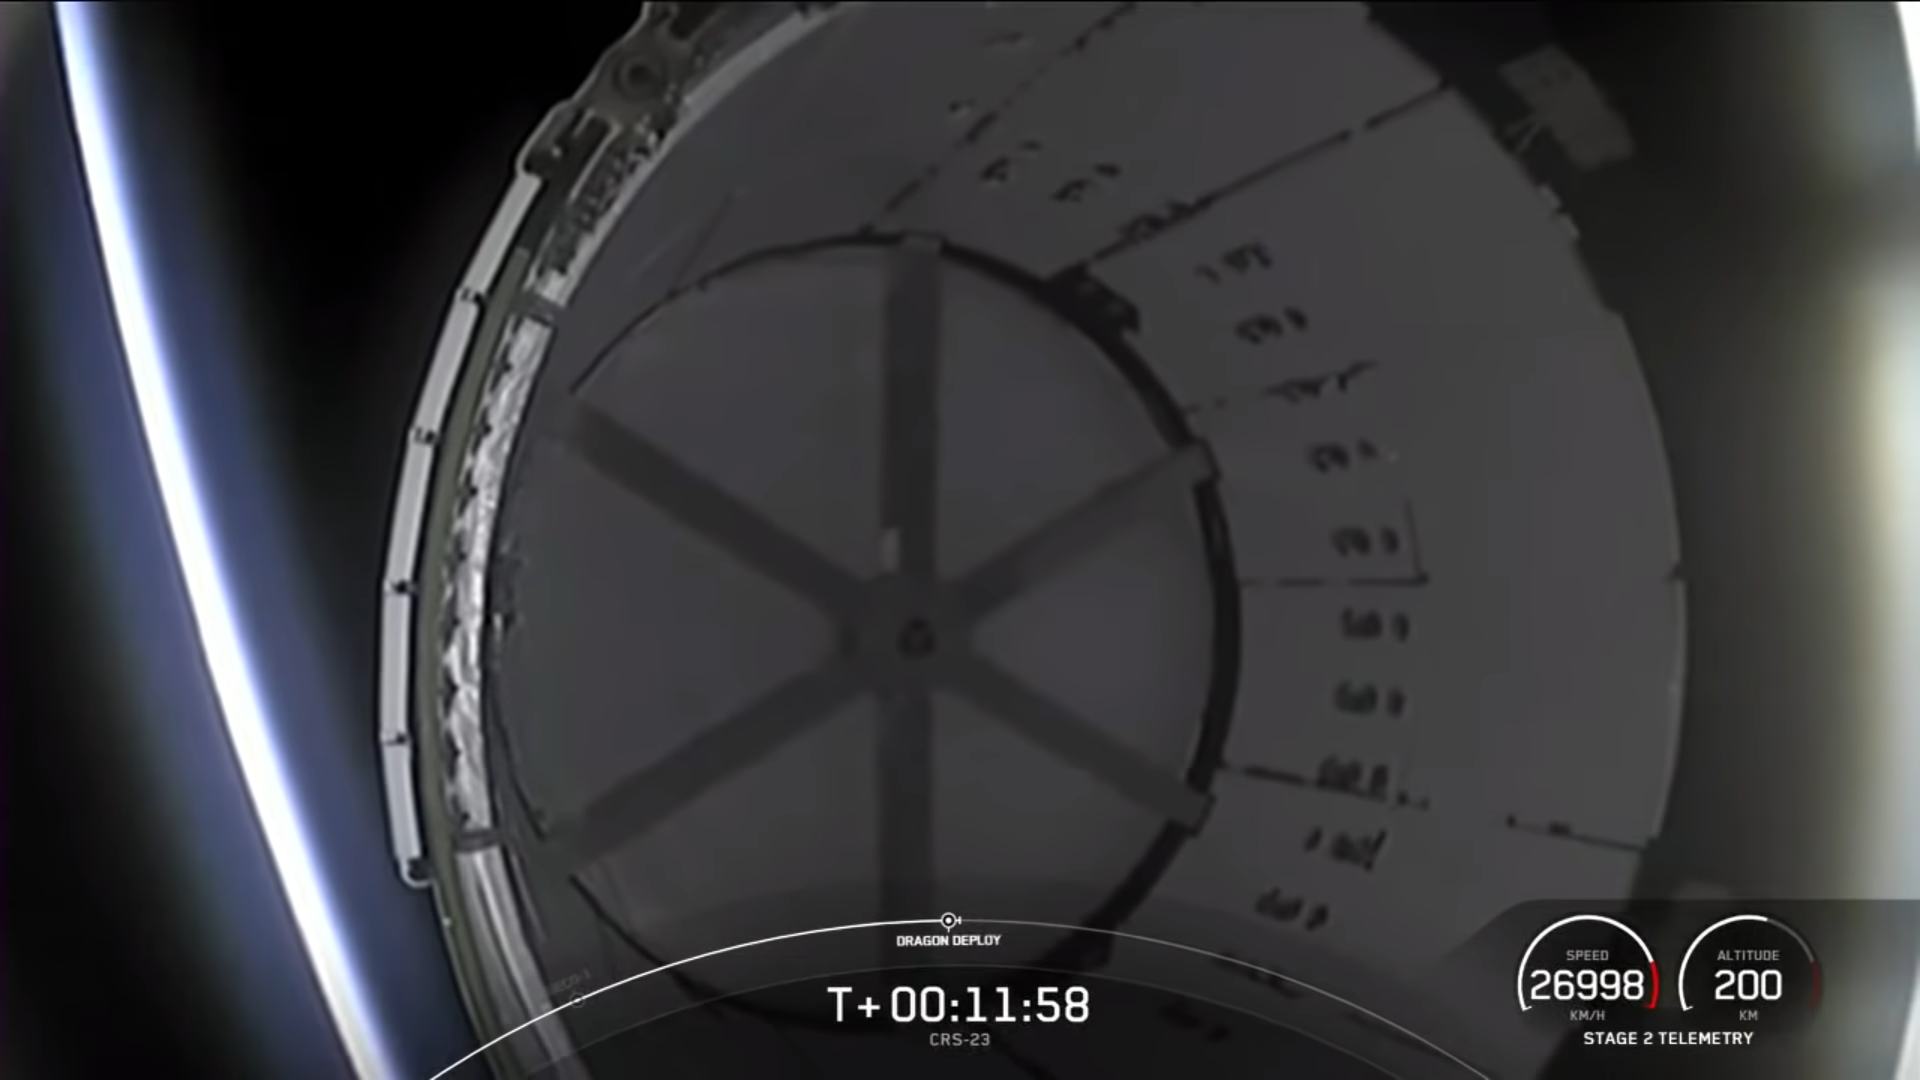 DRAGON DEPLOY
T+00:11:58
CRS-23
SPEED
26998
KM/H
ALTITUDE
200
KM
STAGE 2 TELEMETRY